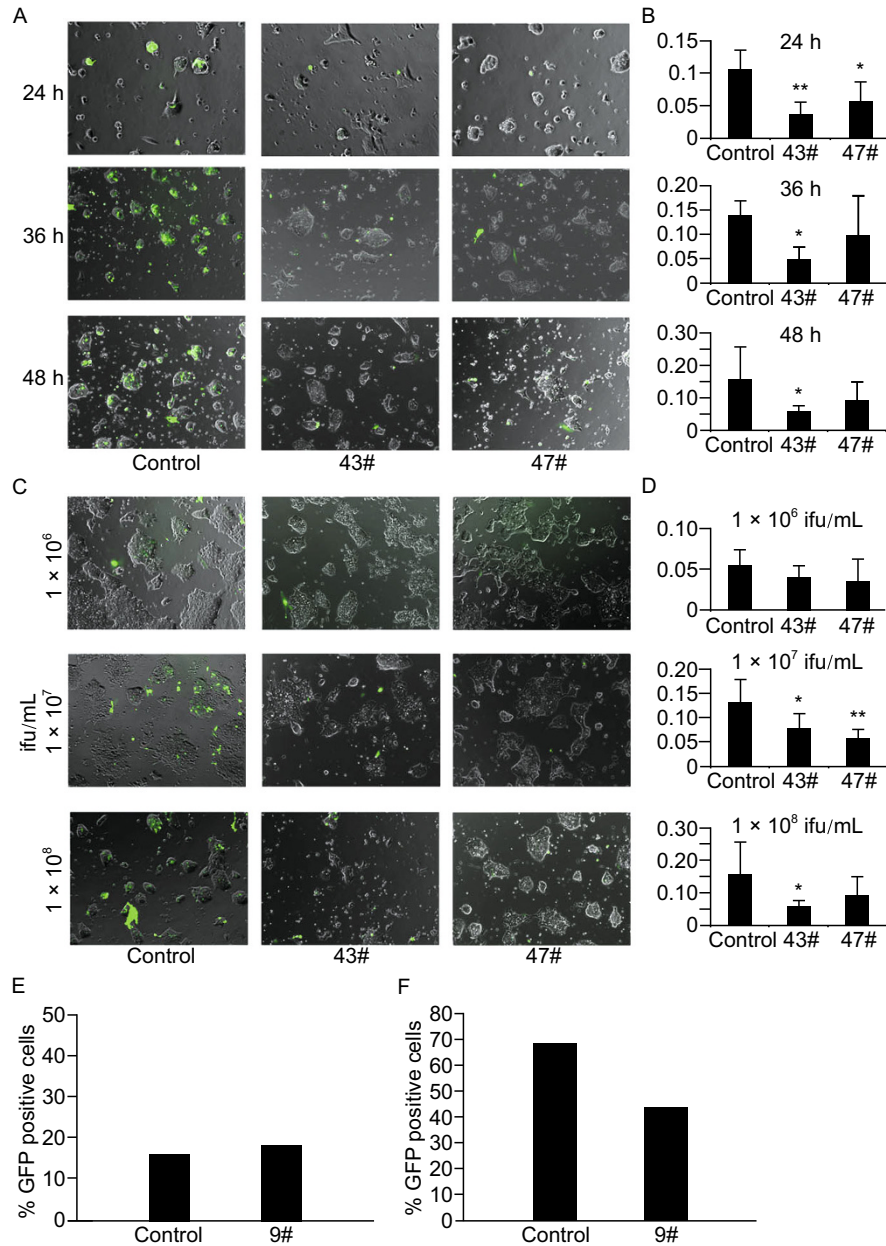 A
B
24 h
36 h
48 h
Control
43#
47#
24 h
0.15
0.1
0.05
0
**
*
Control 43# 47#
36 h
0.20
0.15
0.10
0.05
0
*
Control 43# 47#
48 h
0.30
0.20
0.10
0
*
Control 43# 47#
C
D
1 × 10⁶
ifu/mL
1 × 10⁷
1 × 10⁸
Control
43#
47#
1 × 10⁶ ifu/mL
0.10
0.05
0
Control 43# 47#
1 × 10⁷ ifu/mL
0.20
0.15
0.10
0.05
0
*
**
Control 43# 47#
1 × 10⁸ ifu/mL
0.30
0.20
0.10
0
*
Control 43# 47#
E
% GFP positive cells
50
40
30
20
10
0
Control
9#
F
% GFP positive cells
80
70
60
50
40
30
20
10
0
Control
9#